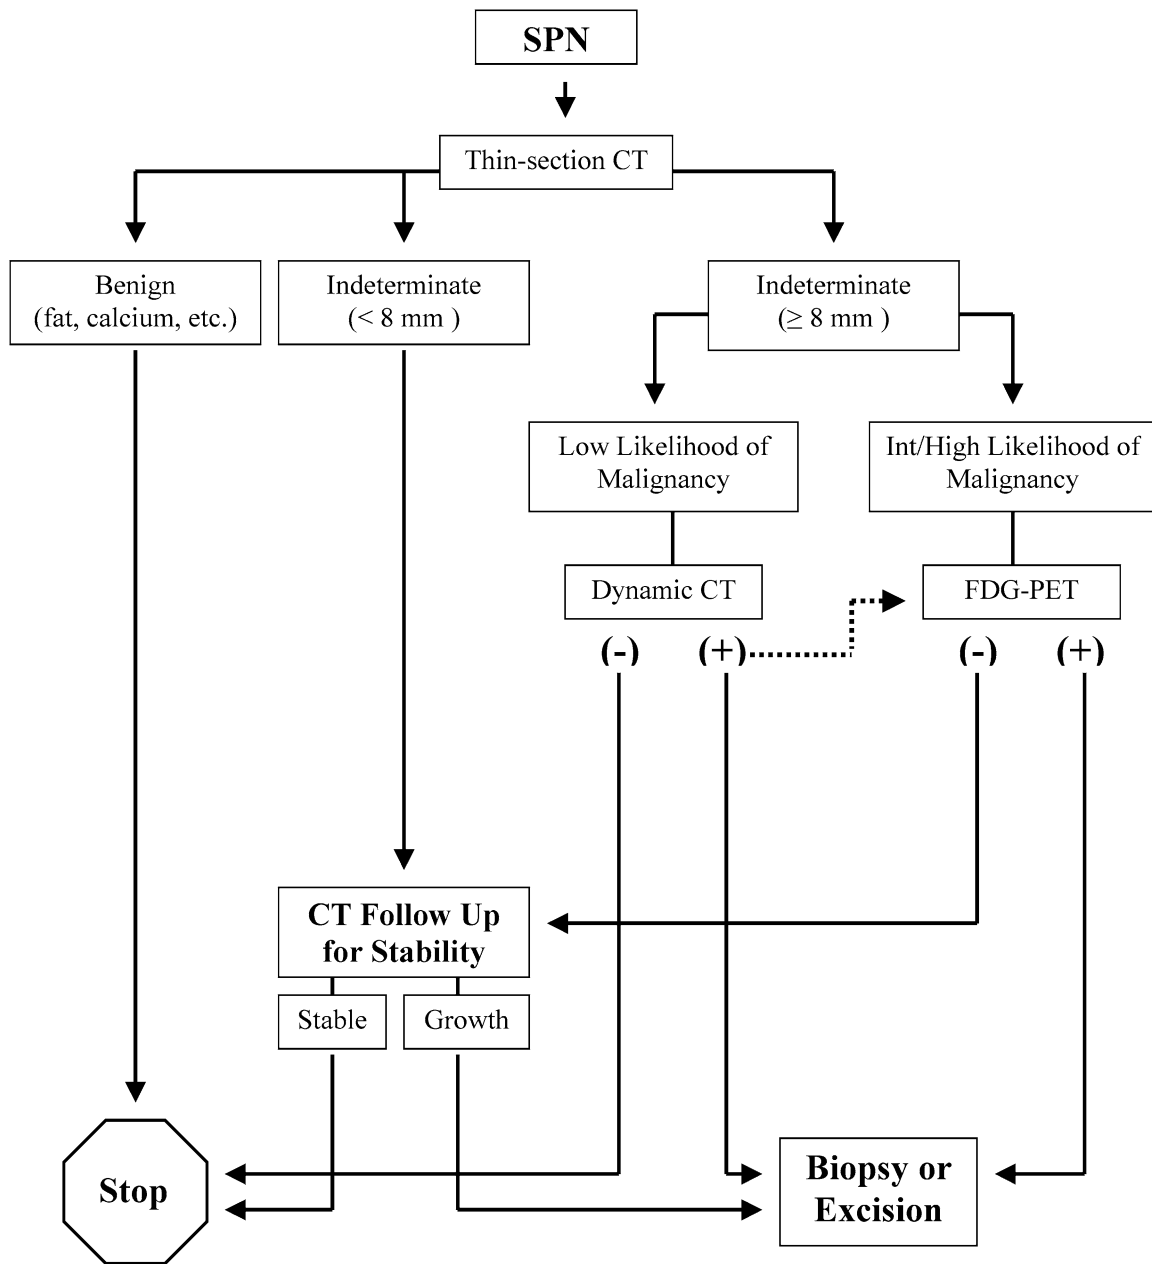 SPN
Thin-section CT
Benign
(fat, calcium, etc.)
Indeterminate
(< 8 mm )
Indeterminate
(≥ 8 mm )
Low Likelihood of
Malignancy
Int/High Likelihood of
Malignancy
Dynamic CT
FDG-PET
(-)
(+)
(-)
(+)
CT Follow Up
for Stability
Stable
Growth
Stop
Biopsy or
Excision